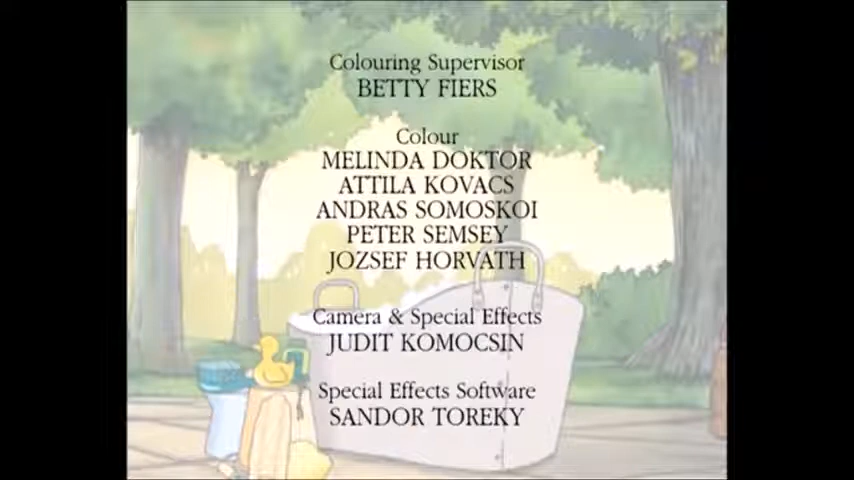 Colouring Supervisor
BETTY FIERS
Colour
MELINDA DOKTOR
ATTILA KOVACS
ANDRAS SOMOSKOI
PETER SEMSEY
JOZSEF HORVATH
Camera & Special Effects
JUDIT KOMOCSIN
Special Effects Software
SANDOR TOREKY